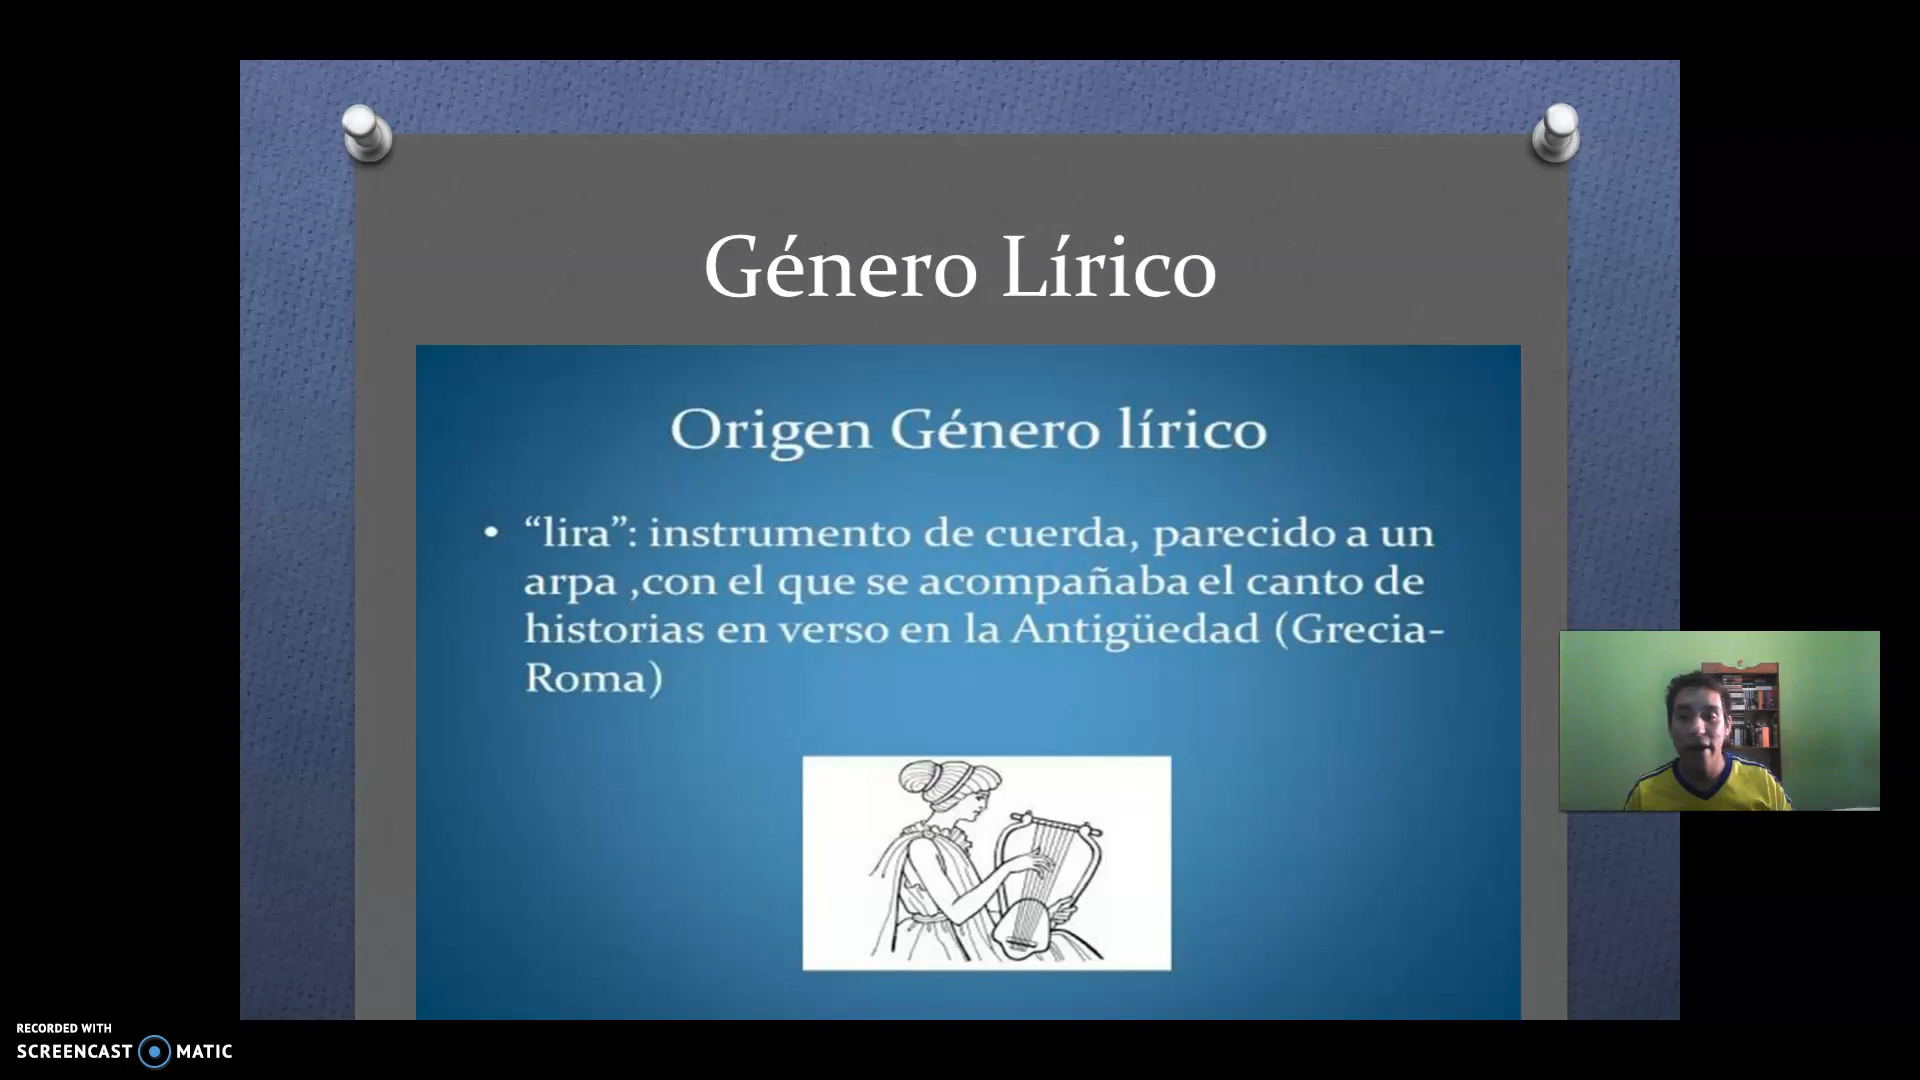 Género Lírico
Origen Género lírico
• “lira”: instrumento de cuerda, parecido a un
arpa ,con el que se acompañaba el canto de
historias en verso en la Antigüedad (Grecia-
Roma)
RECORDED WITH
SCREENCAST MATIC